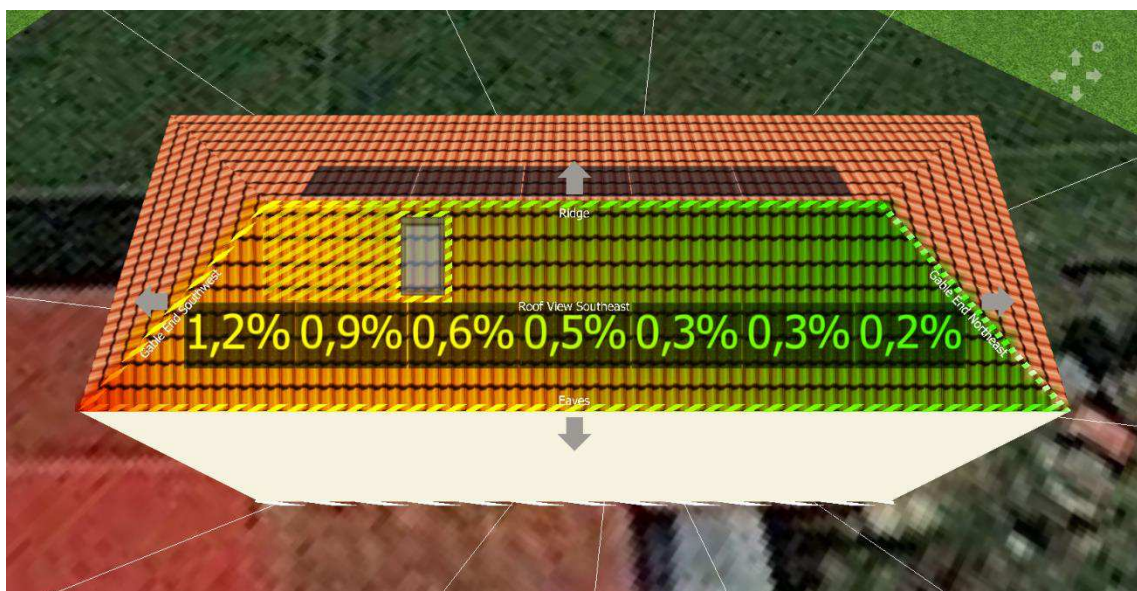 N
Ridge
Gable End Southwest
Roof View Southeast
Gable End Northeast
1,2% 0,9% 0,6% 0,5% 0,3% 0,3% 0,2%
Eaves